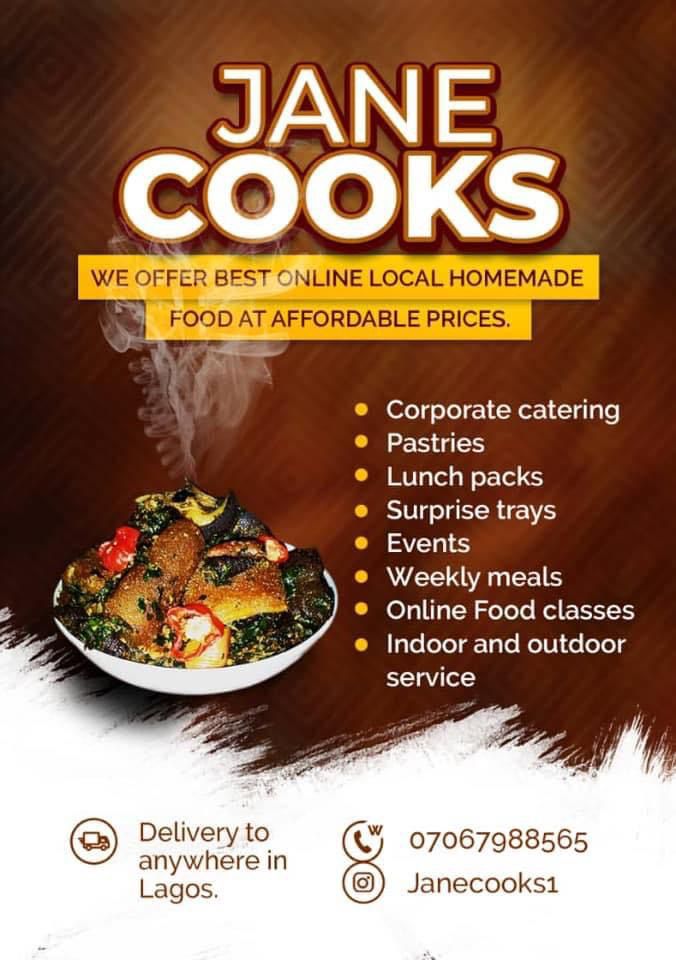 JANE
COOKS
WE OFFER BEST ONLINE LOCAL HOMEMADE
FOOD AT AFFORDABLE PRICES.
Corporate catering
Pastries
Lunch packs
Surprise trays
Events
Weekly meals
Online Food classes
Indoor and outdoor
service
Delivery to
anywhere in
Lagos.
W
07067988565
Janecooks1